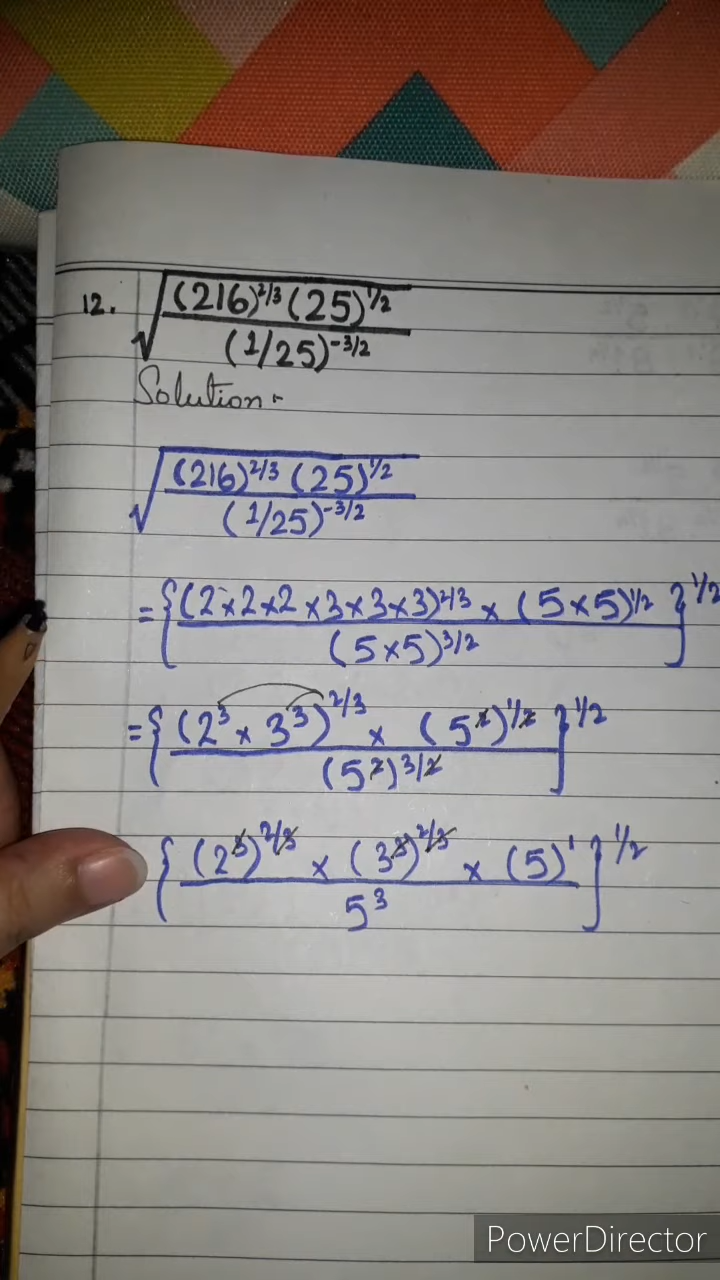 12. √((216)^2/3 (25)^1/2 / (1/25)^-3/2)
Solution:-
√((216)^2/3 (25)^1/2 / (1/25)^-3/2)
= {(2×2×2×3×3×3)^2/3 × (5×5)^1/2 / (5×5)^3/2}^1/2
= {(2^3 × 3^3)^2/3 × (5^2)^1/2 / (5^2)^3/2}^1/2
{(2^3)^2/3 × (3^3)^2/3 × (5)^1 / 5^3}^1/2
PowerDirector